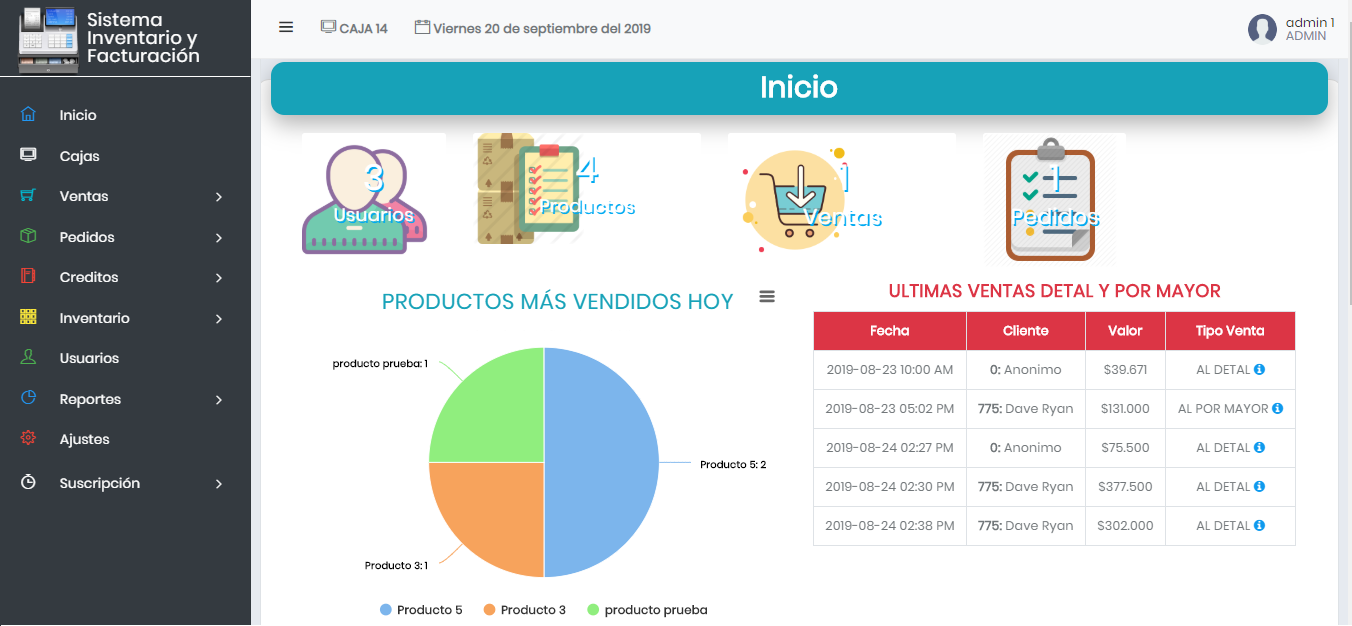 Sistema
Inventario y
Facturación
CAJA 14
Viernes 20 de septiembre del 2019
admin 1
ADMIN
Inicio
Cajas
Ventas
Pedidos
Creditos
Inventario
Usuarios
Reportes
Ajustes
Suscripción
Inicio
3
Usuarios
4
Productos
1
Ventas
1
Pedidos
PRODUCTOS MÁS VENDIDOS HOY
producto prueba: 1
Producto 5: 2
Producto 3: 1
Producto 5 Producto 3 producto prueba
ULTIMAS VENTAS DETAL Y POR MAYOR
Fecha Cliente Valor Tipo Venta
2019-08-23 10:00 AM 0: Anonimo $39.671 AL DETAL
2019-08-23 05:02 PM 775: Dave Ryan $131.000 AL POR MAYOR
2019-08-24 02:27 PM 0: Anonimo $75.500 AL DETAL
2019-08-24 02:30 PM 775: Dave Ryan $377.500 AL DETAL
2019-08-24 02:38 PM 775: Dave Ryan $302.000 AL DETAL